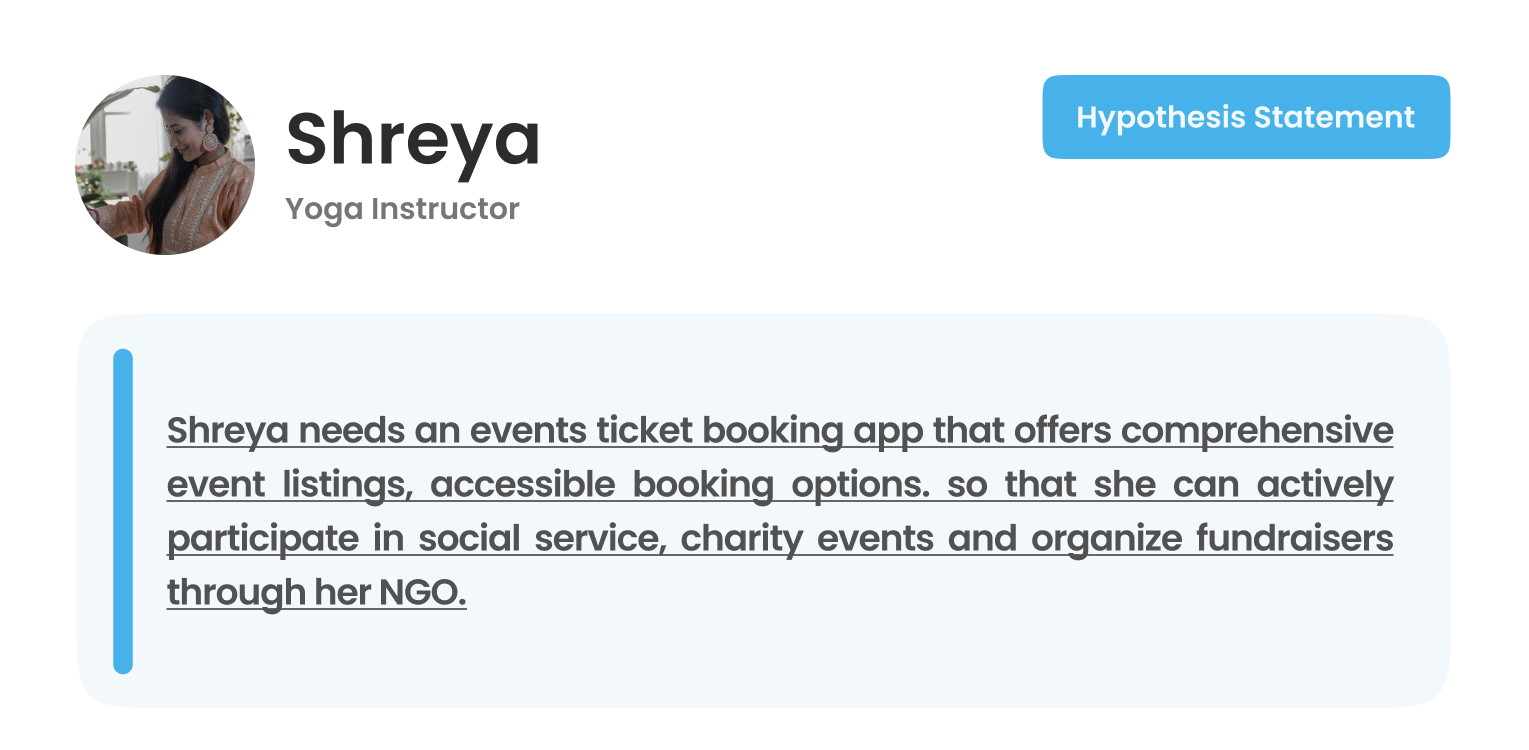 Shreya
Yoga Instructor
Hypothesis Statement
Shreya needs an events ticket booking app that offers comprehensive
event listings, accessible booking options. so that she can actively
participate in social service, charity events and organize fundraisers
through her NGO.